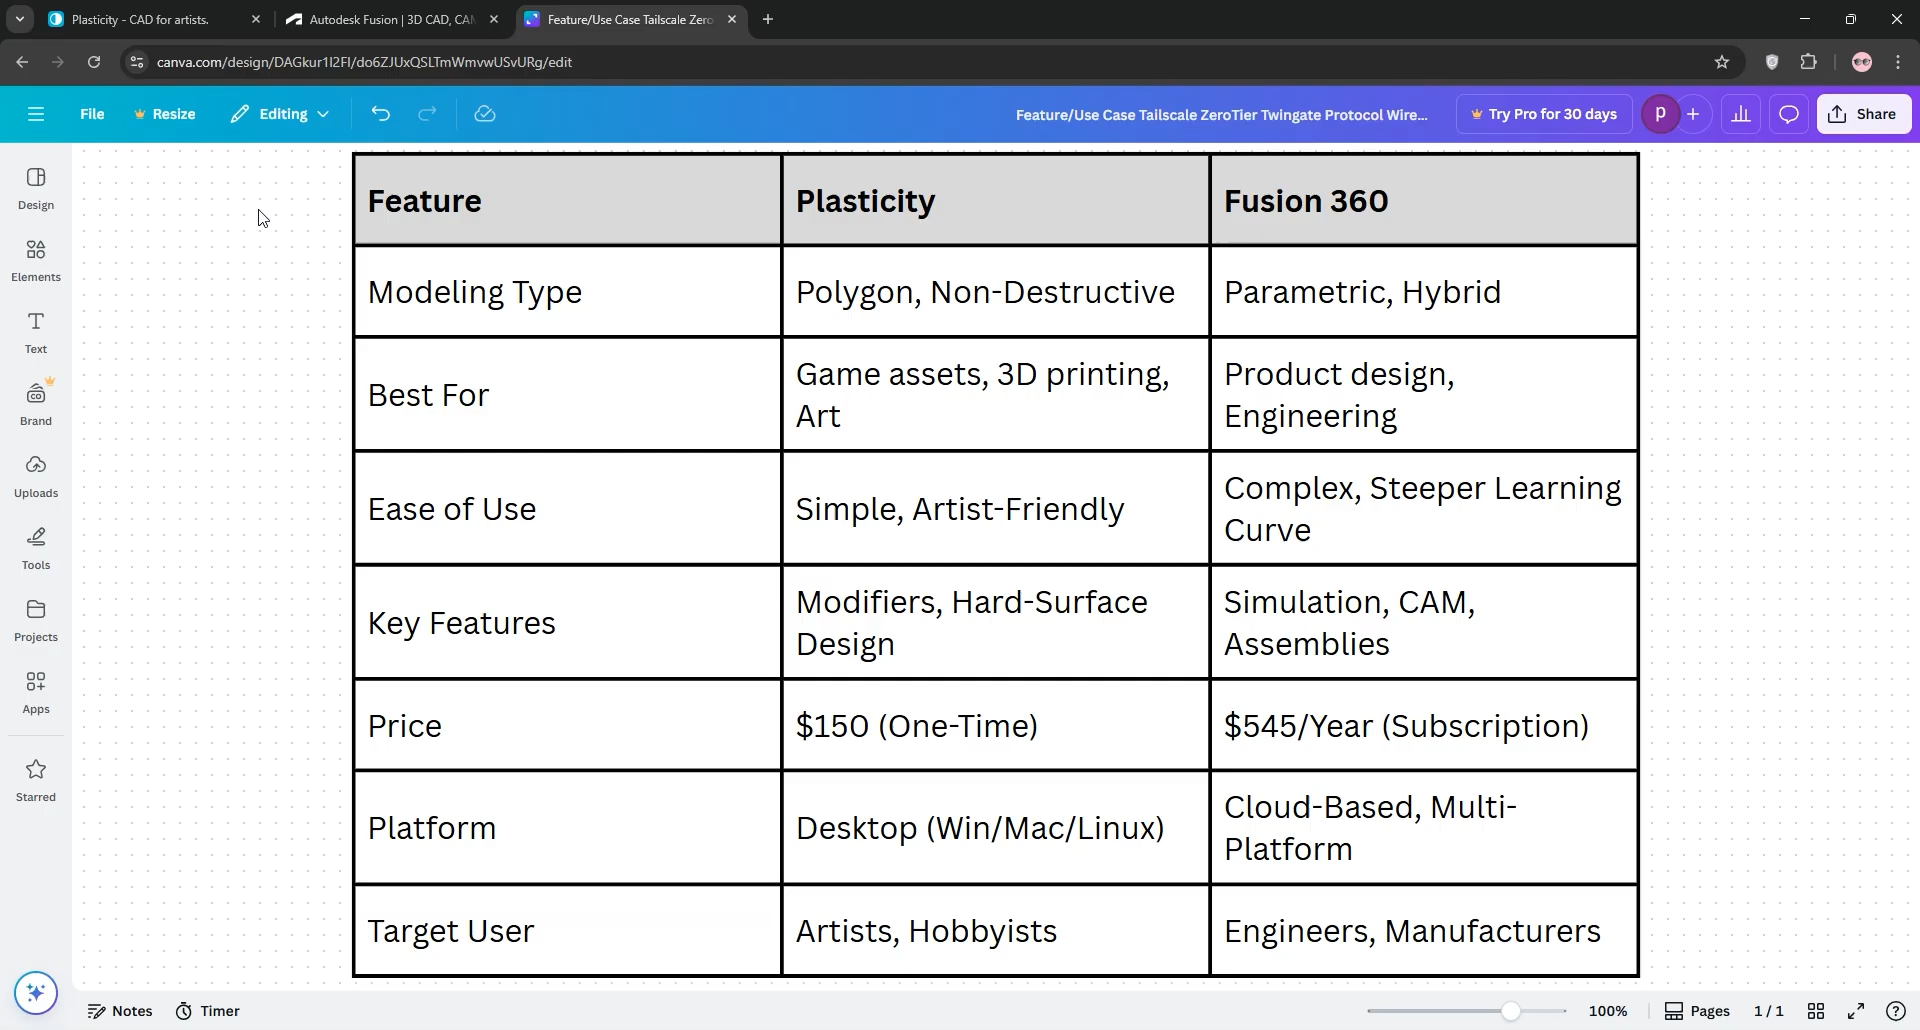 Plasticity - CAD for artists.
Autodesk Fusion | 3D CAD, CAM
Feature/Use Case Tailscale Zero
canva.com/design/DAGkur1I2FI/do6ZJUxQSLTmWmvwUSvURg/edit
File
Resize
Editing
Feature/Use Case Tailscale ZeroTier Twingate Protocol Wire...
Try Pro for 30 days
P
Share
Design
Elements
Text
Brand
Uploads
Tools
Projects
Apps
Starred
Feature Plasticity Fusion 360
Modeling Type Polygon, Non-Destructive Parametric, Hybrid
Best For
Game assets, 3D printing,
Art
Product design,
Engineering
Ease of Use Simple, Artist-Friendly
Complex, Steeper Learning
Curve
Key Features
Modifiers, Hard-Surface
Design
Simulation, CAM,
Assemblies
Price $150 (One-Time) $545/Year (Subscription)
Platform Desktop (Win/Mac/Linux)
Cloud-Based, Multi-
Platform
Target User Artists, Hobbyists Engineers, Manufacturers
Notes
Timer
100%
Pages
1 / 1